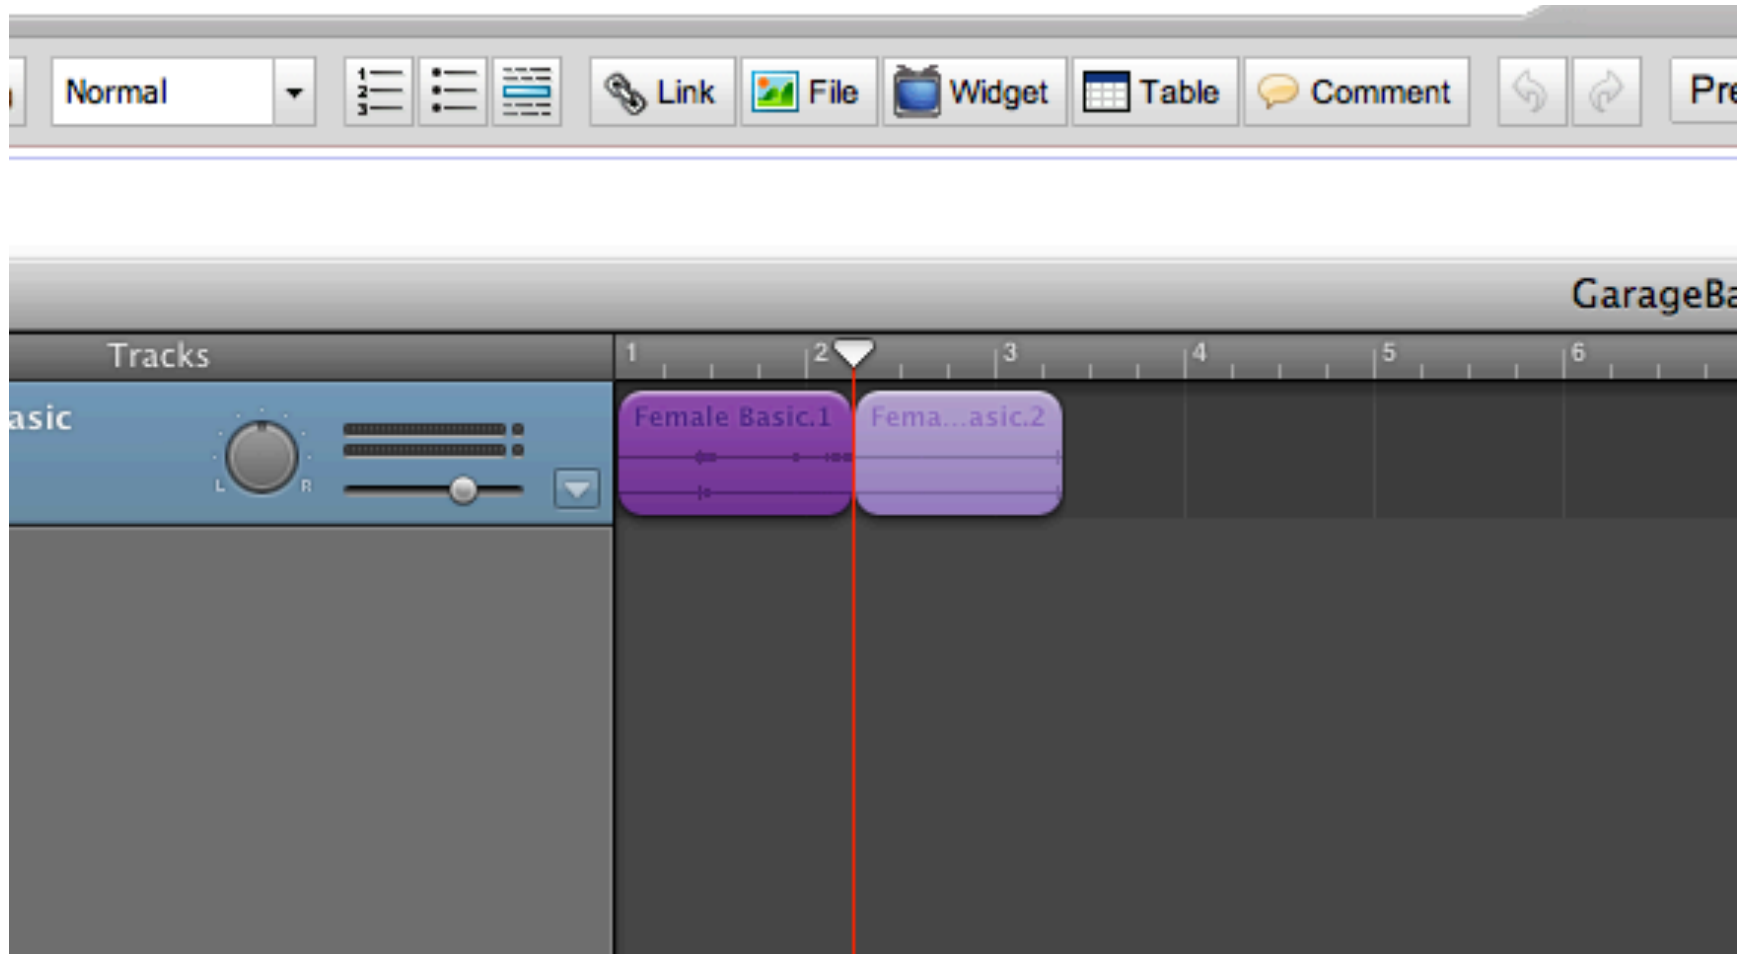 Normal Link File Widget Table Comment Pre
GarageBa
Tracks 1 2 3 4 5 6
asic Female Basic.1 Fema...asic.2
L R